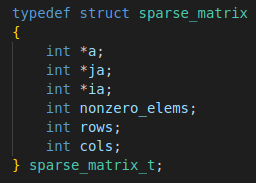 typedef struct sparse_matrix
{
    int *a;
    int *ja;
    int *ia;
    int nonzero_elems;
    int rows;
    int cols;
} sparse_matrix_t;